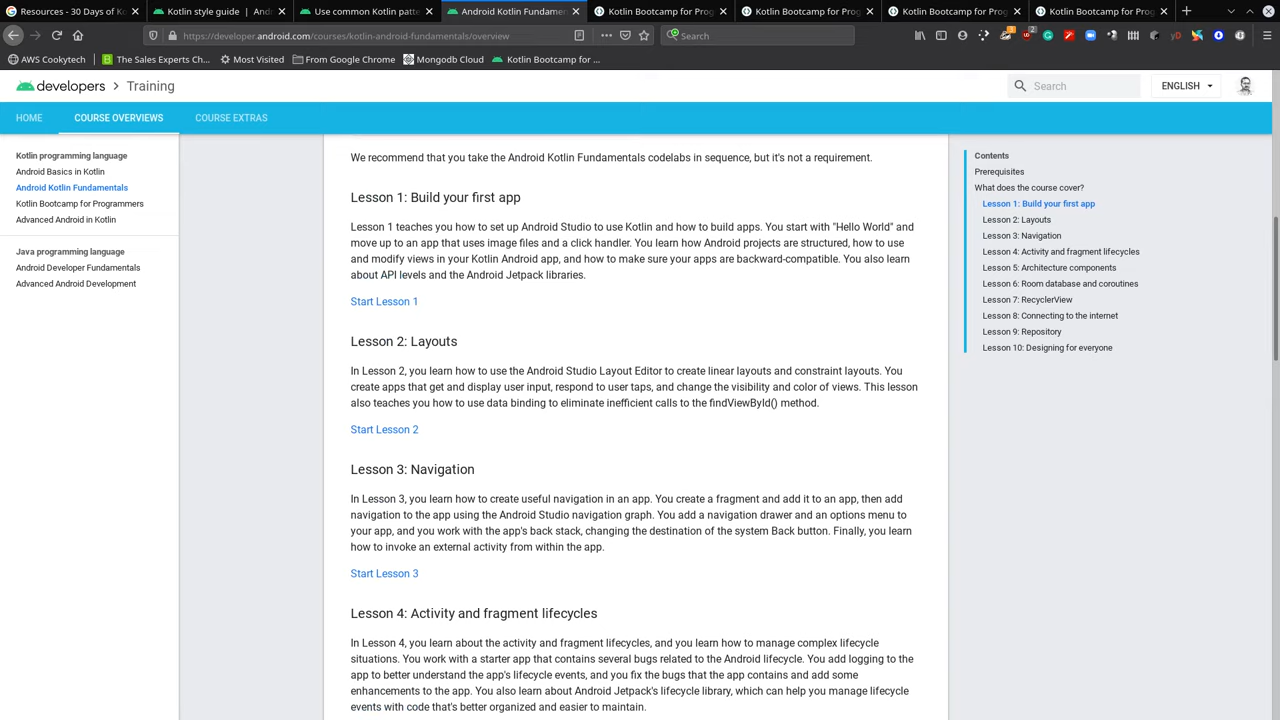 Resources - 30 Days of Ko
Kotlin style guide | And
Use common Kotlin patte
Android Kotlin Fundamen
Kotlin Bootcamp for Prog
Kotlin Bootcamp for Prog
Kotlin Bootcamp for Prog
Kotlin Bootcamp for Prog
https://developer.android.com/courses/kotlin-android-fundamentals/overview
Search
AWS Cookytech
The Sales Experts Ch...
Most Visited
From Google Chrome
Mongodb Cloud
Kotlin Bootcamp for ...
developers
Training
Search
ENGLISH
HOME
COURSE OVERVIEWS
COURSE EXTRAS
Kotlin programming language
Android Basics in Kotlin
Android Kotlin Fundamentals
Kotlin Bootcamp for Programmers
Advanced Android in Kotlin
Java programming language
Android Developer Fundamentals
Advanced Android Development
We recommend that you take the Android Kotlin Fundamentals codelabs in sequence, but it's not a requirement.
Lesson 1: Build your first app
Lesson 1 teaches you how to set up Android Studio to use Kotlin and how to build apps. You start with "Hello World" and
move up to an app that uses image files and a click handler. You learn how Android projects are structured, how to use
and modify views in your Kotlin Android app, and how to make sure your apps are backward-compatible. You also learn
about API levels and the Android Jetpack libraries.
Start Lesson 1
Lesson 2: Layouts
In Lesson 2, you learn how to use the Android Studio Layout Editor to create linear layouts and constraint layouts. You
create apps that get and display user input, respond to user taps, and change the visibility and color of views. This lesson
also teaches you how to use data binding to eliminate inefficient calls to the findViewById() method.
Start Lesson 2
Lesson 3: Navigation
In Lesson 3, you learn how to create useful navigation in an app. You create a fragment and add it to an app, then add
navigation to the app using the Android Studio navigation graph. You add a navigation drawer and an options menu to
your app, and you work with the app's back stack, changing the destination of the system Back button. Finally, you learn
how to invoke an external activity from within the app.
Start Lesson 3
Lesson 4: Activity and fragment lifecycles
In Lesson 4, you learn about the activity and fragment lifecycles, and you learn how to manage complex lifecycle
situations. You work with a starter app that contains several bugs related to the Android lifecycle. You add logging to the
app to better understand the app's lifecycle events, and you fix the bugs that the app contains and add some
enhancements to the app. You also learn about Android Jetpack's lifecycle library, which can help you manage lifecycle
events with code that's better organized and easier to maintain.
Contents
Prerequisites
What does the course cover?
Lesson 1: Build your first app
Lesson 2: Layouts
Lesson 3: Navigation
Lesson 4: Activity and fragment lifecycles
Lesson 5: Architecture components
Lesson 6: Room database and coroutines
Lesson 7: RecyclerView
Lesson 8: Connecting to the internet
Lesson 9: Repository
Lesson 10: Designing for everyone